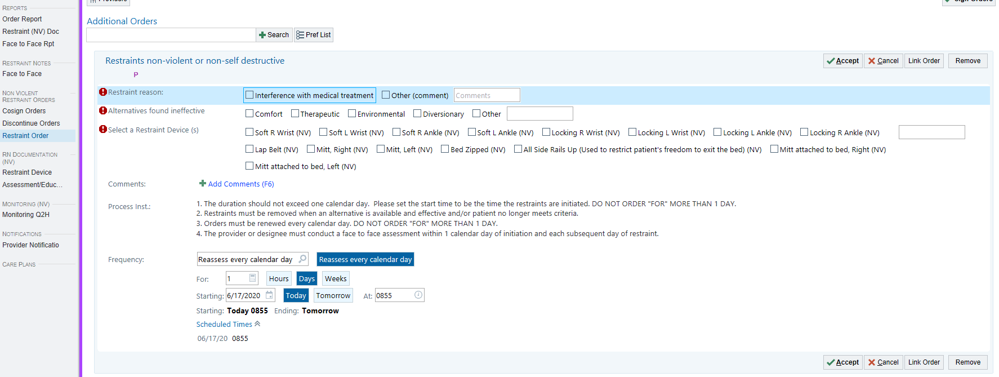 REPORTS
Order Report
Restraint (NV) Doc
Face to Face Rpt
RESTRAINT NOTES
Face to Face
NON VIOLENT
RESTRAINT ORDERS
Cosign Orders
Discontinue Orders
Restraint Order
RN DOCUMENTATION
(NV)
Restraint Device
Assessment/Educ...
MONITORING (NV)
Monitoring Q2H
NOTIFICATIONS
Provider Notificatio
CARE PLANS
Providers
Sign Orders
Additional Orders
Search Pref List
Restraints non-violent or non-self destructive
Accept Cancel Link Order Remove
P
Restraint reason: Interference with medical treatment Other (comment) Comments
Alternatives found ineffective Comfort Therapeutic Environmental Diversionary Other
Select a Restraint Device (s) Soft R Wrist (NV) Soft L Wrist (NV) Soft R Ankle (NV) Soft L Ankle (NV) Locking R Wrist (NV) Locking L Wrist (NV) Locking L Ankle (NV) Locking R Ankle (NV)
Lap Belt (NV) Mitt, Right (NV) Mitt, Left (NV) Bed Zipped (NV) All Side Rails Up (Used to restrict patient's freedom to exit the bed) (NV) Mitt attached to bed, Right (NV)
Mitt attached to bed, Left (NV)
Comments: Add Comments (F6)
Process Inst.: 1. The duration should not exceed one calendar day. Please set the start time to be the time the restraints are initiated. DO NOT ORDER "FOR" MORE THAN 1 DAY.
2. Restraints must be removed when an alternative is available and effective and/or patient no longer meets criteria.
3. Orders must be renewed every calendar day. DO NOT ORDER "FOR" MORE THAN 1 DAY.
4. The provider or designee must conduct a face to face assessment within 1 calendar day of initiation and each subsequent day of restraint.
Frequency: Reassess every calendar day Reassess every calendar day
For: 1 Hours Days Weeks
Starting: 6/17/2020 Today Tomorrow At: 0855
Starting: Today 0855 Ending: Tomorrow
Scheduled Times
06/17/20 0855
Accept Cancel Link Order Remove